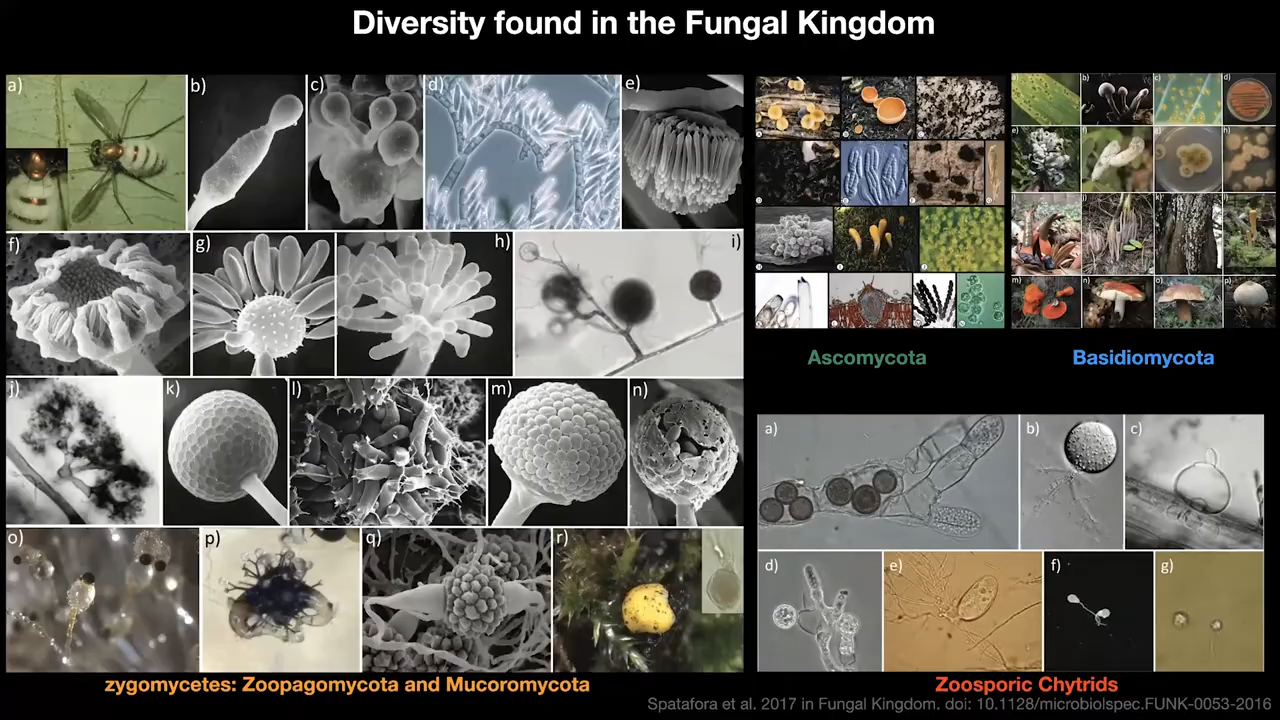 Diversity found in the Fungal Kingdom
a) b) c) d) e)
f) g) h) i)
j) k) l) m) n)
o) p) q) r)
zygomycetes: Zoopagomycota and Mucoromycota
Ascomycota
a) b) c) d)
e) f) g) h)
i) j) k) l)
m) n) o) p)
Basidiomycota
a) b) c)
d) e) f) g)
Zoosporic Chytrids
Spatafora et al. 2017 in Fungal Kingdom. doi: 10.1128/microbiolspec.FUNK-0053-2016